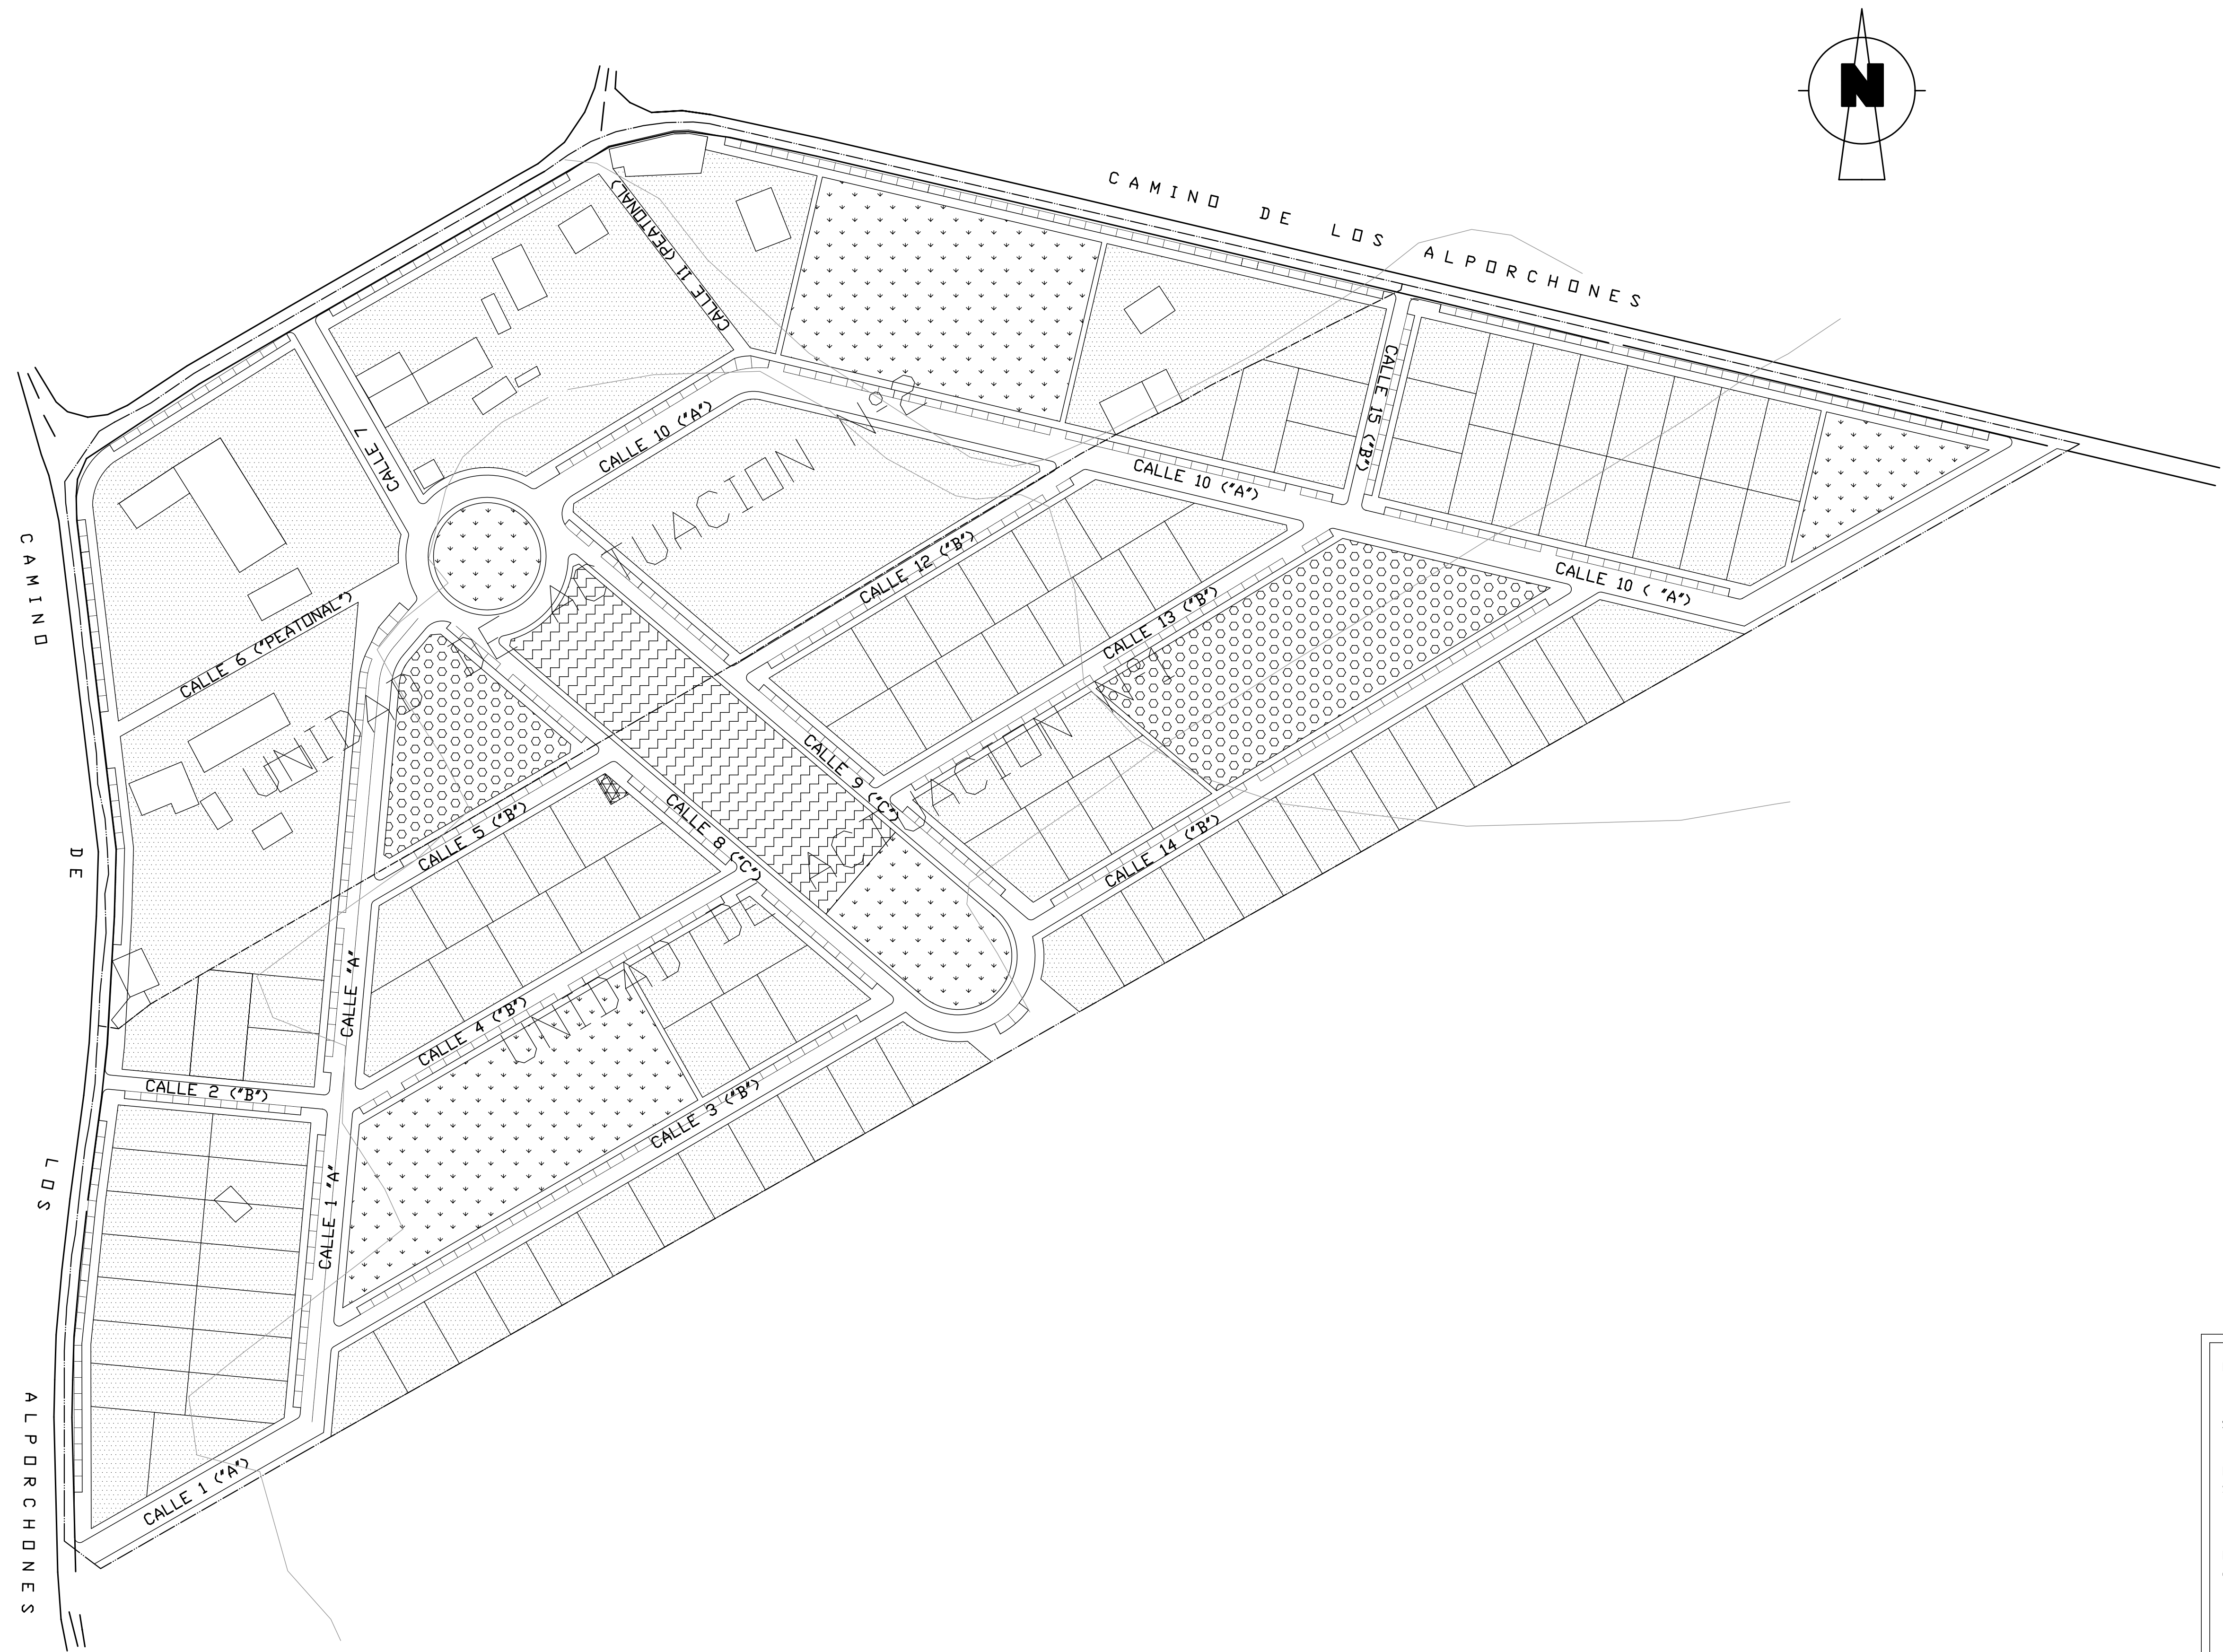 N
CAMINO DE LOS ALPORCHONES
CALLE 11 (PEATONAL)
CALLE 10 ("A")
CALLE 7
CALLE 15 ("B")
CALLE 10 ("A")
CALLE 12 ("B")
CALLE 10 ( "A")
CALLE 6 ("PEATONAL")
CALLE 13 ("B")
UNIDAD DE ACTUACION Nº2
CALLE 9 ("C")
CALLE 5 ("B")
CALLE 8 ("C")
CALLE 14 ("B")
UNIDAD DE ACTUACION Nº1
CALLE "A"
CALLE 4 ("B")
CALLE 2 ("B")
CALLE 3 ("B")
CALLE 1 "A"
CALLE 1 ("A")
CAMINO DE LOS ALPORCHONES